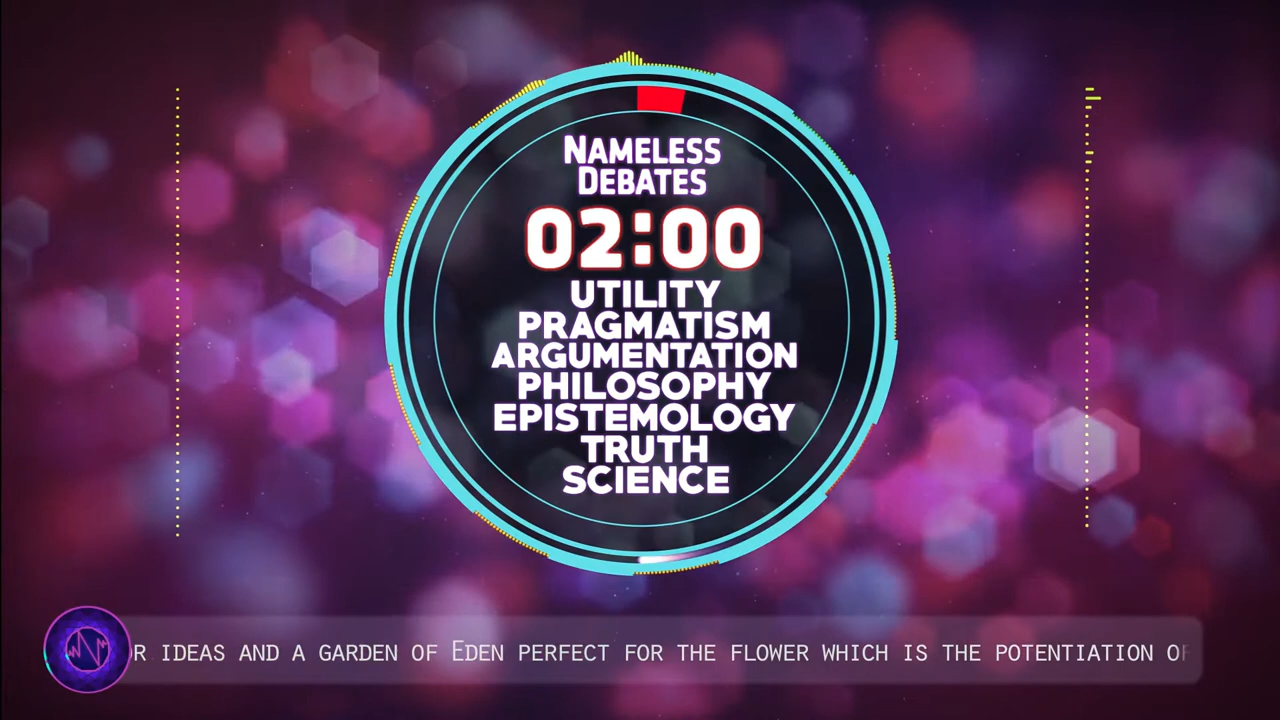 NAMELESS
DEBATES
02:00
UTILITY
PRAGMATISM
ARGUMENTATION
PHILOSOPHY
EPISTEMOLOGY
TRUTH
SCIENCE
R IDEAS AND A GARDEN OF EDEN PERFECT FOR THE FLOWER WHICH IS THE POTENTIATION OF